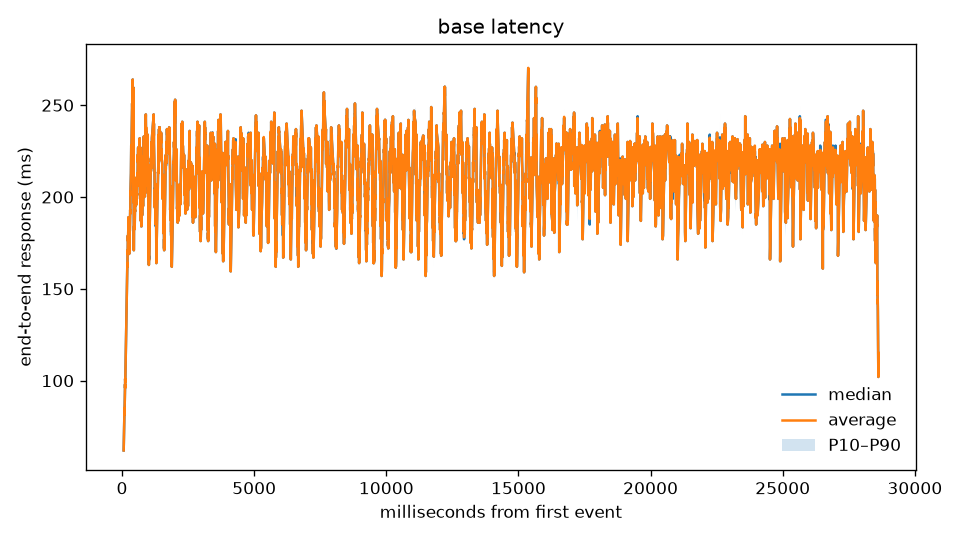 base latency
end-to-end response (ms)
250
200
150
100
median
average
P10–P90
0
5000
10000
15000
20000
25000
30000
milliseconds from first event